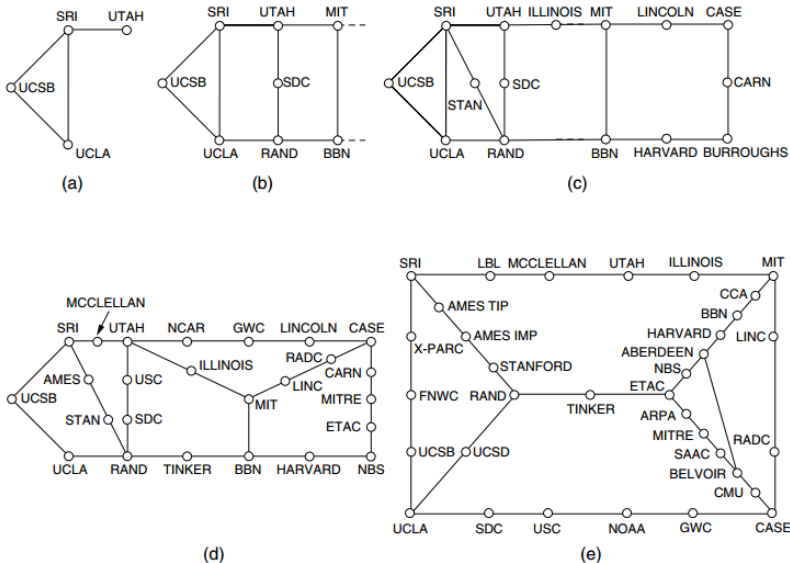 SRI UTAH
UCSB
UCLA
(a)
SRI UTAH MIT
UCSB SDC
UCLA RAND BBN
(b)
SRI UTAH ILLINOIS MIT LINCOLN CASE
UCSB SDC CARN
STAN
UCLA RAND BBN HARVARD BURROUGHS
(c)
MCCLELLAN
SRI UTAH NCAR GWC LINCOLN CASE
RADC
ILLINOIS
CARN
AMES USC LINC
UCSB MIT MITRE
STAN SDC
ETAC
UCLA RAND TINKER BBN HARVARD NBS
(d)
SRI LBL MCCLELLAN UTAH ILLINOIS MIT
CCA
AMES TIP
BBN
AMES IMP HARVARD LINC
X-PARC ABERDEEN
STANFORD NBS
ETAC
FNWC RAND
TINKER
ARPA
MITRE
UCSB UCSD SAAC RADC
BELVOIR
CMU
UCLA SDC USC NOAA GWC CASE
(e)